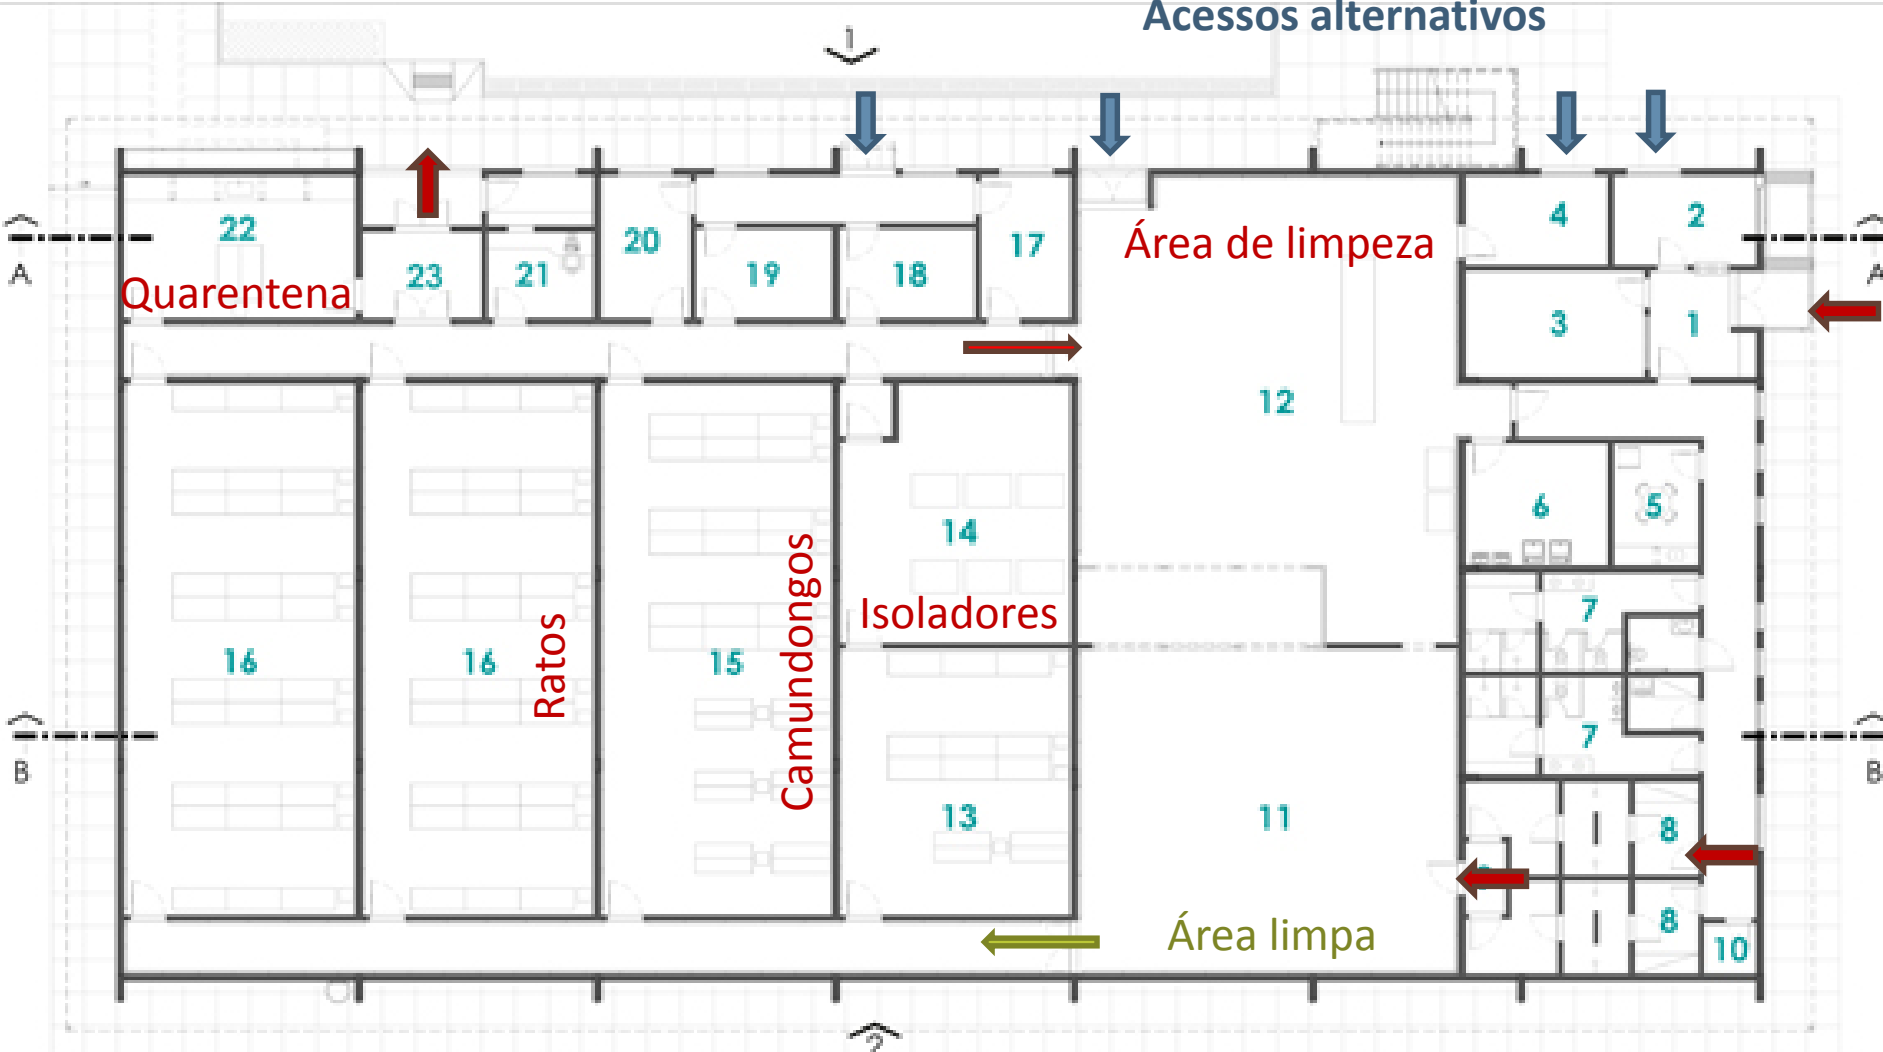 Acessos alternativos
1
22
23
21
20
19
18
17
Área de limpeza
4
2
A
A
Quarentena
3
1
12
14
6
5
Isoladores
7
16
16
Ratos
15
Camundongos
7
B
B
13
11
8
8
Área limpa
10
2